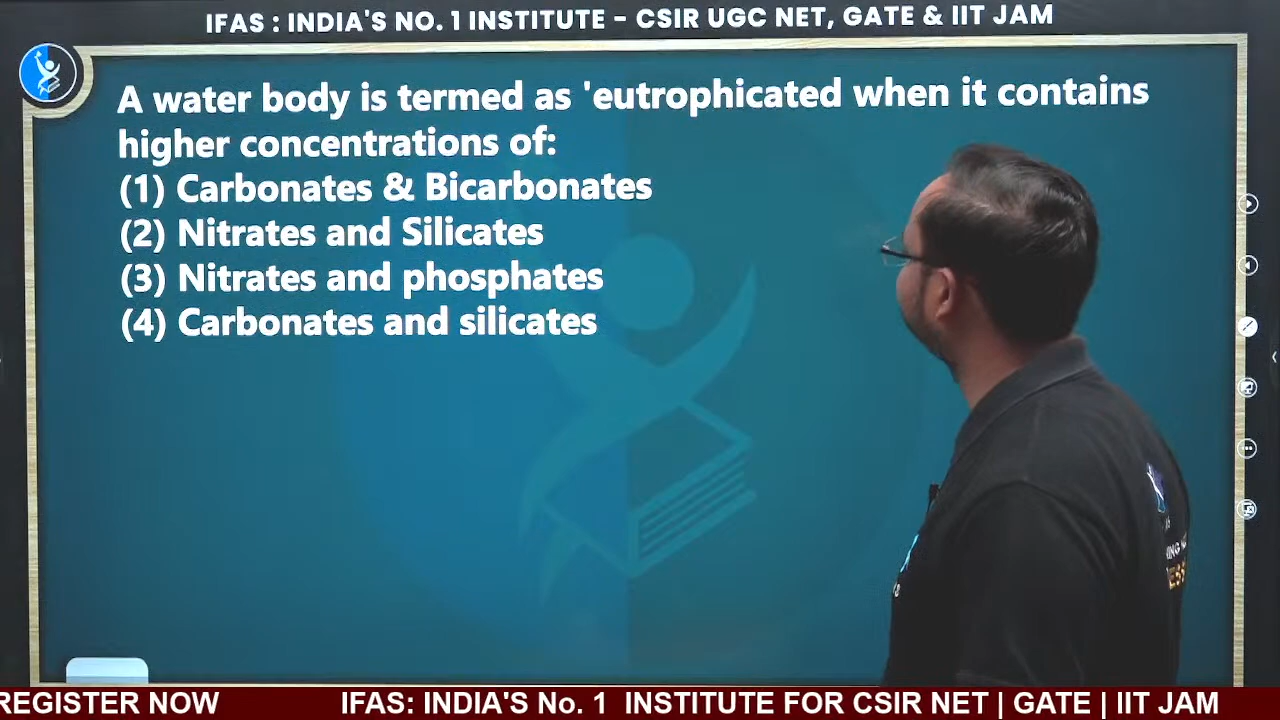 IFAS : INDIA'S NO. 1 INSTITUTE - CSIR UGC NET, GATE & IIT JAM
A water body is termed as 'eutrophicated when it contains
higher concentrations of:
(1) Carbonates & Bicarbonates
(2) Nitrates and Silicates
(3) Nitrates and phosphates
(4) Carbonates and silicates
REGISTER NOW IFAS: INDIA'S No. 1 INSTITUTE FOR CSIR NET | GATE | IIT JAM